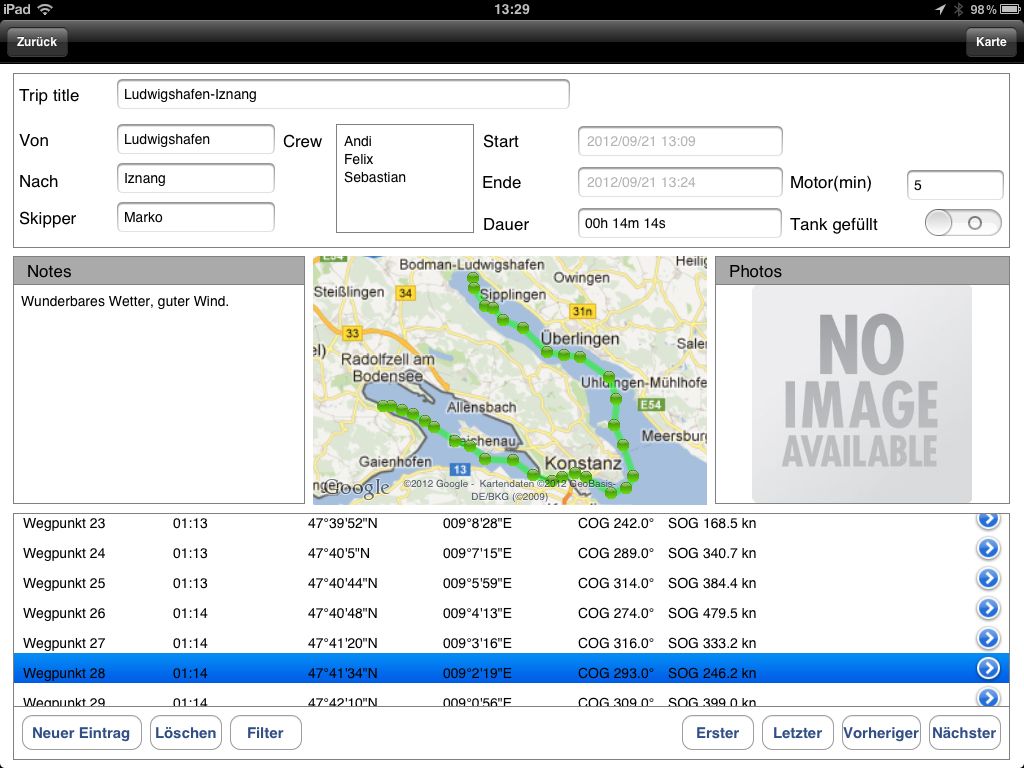 iPad 13:29 98%
Zurück Karte
Trip title Ludwigshafen-Iznang
Von Ludwigshafen Crew Andi Start 2012/09/21 13:09
Felix
Nach Iznang Sebastian Ende 2012/09/21 13:24 Motor(min) 5
Skipper Marko Dauer 00h 14m 14s Tank gefüllt
Notes
Wunderbares Wetter, guter Wind.
E54
Bodman-Ludwigshafen
Heilig
Owingen
Steißlingen
34
Sipplingen
31n
33
Überlingen
Salem
Radolfzell am
Bodensee
Uhldingen-Mühlhofe
E54
Allensbach
Meersburg
Reichenau
Gaienhofen
13
Konstanz
Google
©2012 Google - Kartendaten ©2012 GeoBasis-
DE/BKG (©2009)
Photos
NO
IMAGE
AVAILABLE
Wegpunkt 23 01:13 47°39'52"N 009°8'28"E COG 242.0° SOG 168.5 kn
Wegpunkt 24 01:13 47°40'5"N 009°7'15"E COG 289.0° SOG 340.7 kn
Wegpunkt 25 01:13 47°40'44"N 009°5'59"E COG 314.0° SOG 384.4 kn
Wegpunkt 26 01:14 47°40'48"N 009°4'13"E COG 274.0° SOG 479.5 kn
Wegpunkt 27 01:14 47°41'20"N 009°3'16"E COG 316.0° SOG 333.2 kn
Wegpunkt 28 01:14 47°41'34"N 009°2'19"E COG 293.0° SOG 246.2 kn
Wegpunkt 29 01:14 47°42'10"N 009°0'56"E COG 309.0° SOG 399.0 kn
Neuer Eintrag Löschen Filter Erster Letzter Vorheriger Nächster